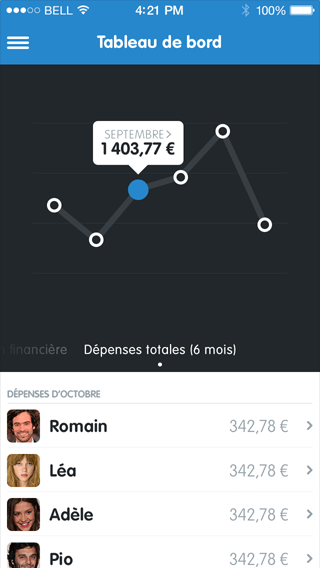 BELL 4:21 PM 100%
Tableau de bord
SEPTEMBRE
1 403,77 €
financière Dépenses totales (6 mois)
DÉPENSES D'OCTOBRE
Romain 342,78 €
Léa 342,78 €
Adèle 342,78 €
Pio 342,78 €